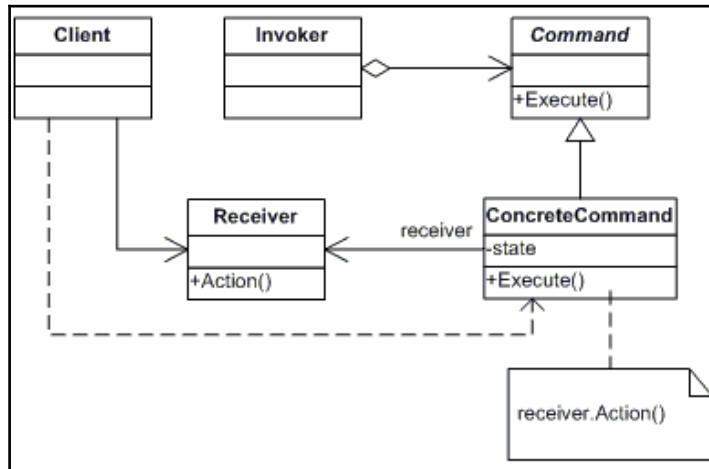 Client
Invoker
Command
+Execute()
Receiver
+Action()
receiver
ConcreteCommand
-state
+Execute()
receiver.Action()